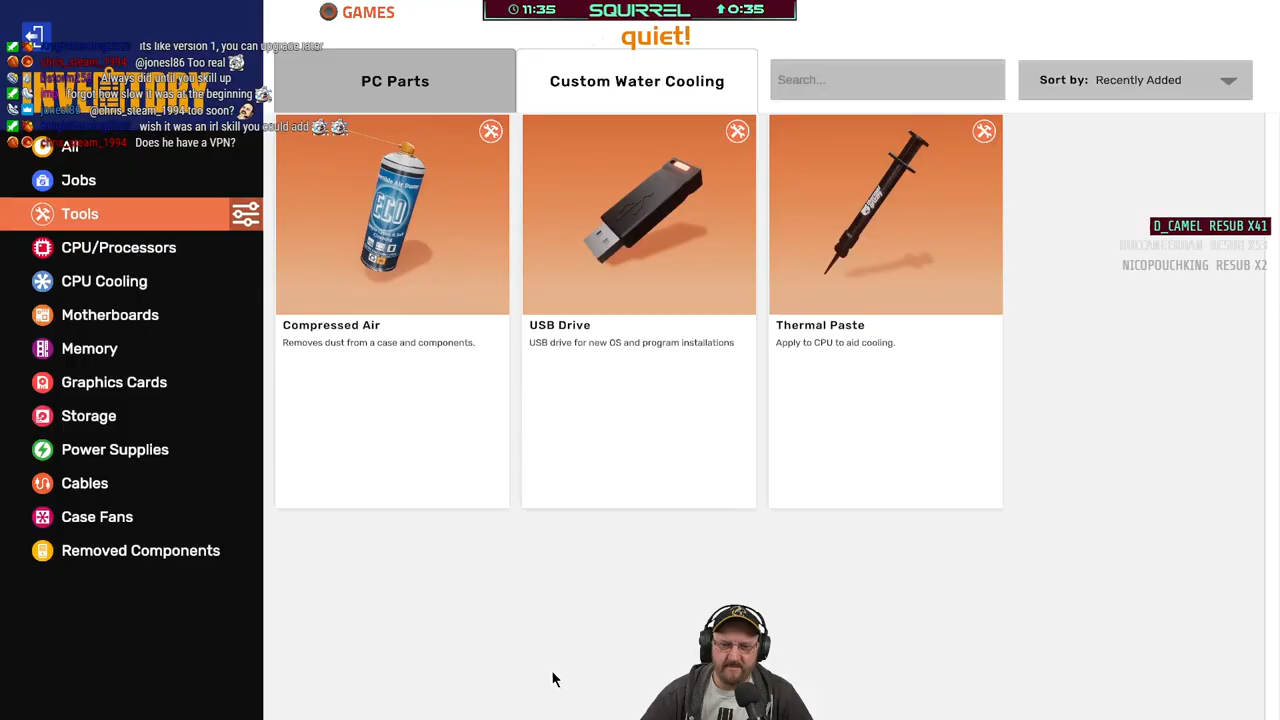 GAMES
11:35 SQUIRREL 0:35
quiet!
its like version 1, you can upgrade later
chris_steam_1994 @jonesl86 Too real
Always did until you skill up
forgot how slow it was at the beginning
@chris_steam_1994 too soon?
wish it was an irl skill you could add
chris_steam_1994 Does he have a VPN?
INVENTORY
All
Jobs
Tools
CPU/Processors
CPU Cooling
Motherboards
Memory
Graphics Cards
Storage
Power Supplies
Cables
Case Fans
Removed Components
PC Parts
Custom Water Cooling
Search...
Sort by: Recently Added
ECO
Compressed Air
Removes dust from a case and components.
USB Drive
USB drive for new OS and program installations
Thermal Paste
Apply to CPU to aid cooling.
D_CAMEL RESUB X41
NICOPOUCHKING RESUB X2